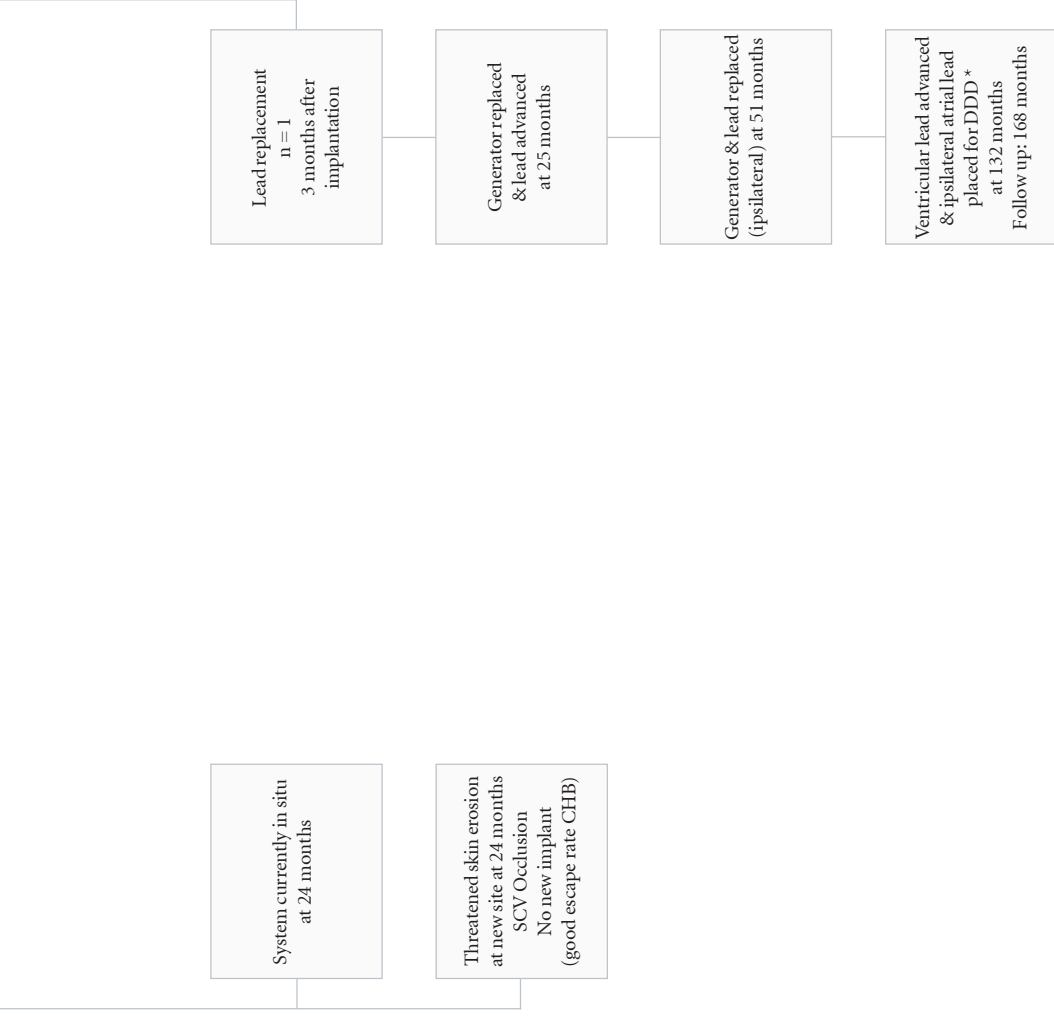 Lead replacement
n = 1
3 months after
implantation
Generator replaced
& lead advanced
at 25 months
Generator & lead replaced
(ipsilateral) at 51 months
Ventricular lead advanced
& ipsilateral atrial lead
placed for DDD *
at 132 months
Follow up: 168 months
System currently in situ
at 24 months
Threatened skin erosion
at new site at 24 months
SCV Occlusion
No new implant
(good escape rate CHB)